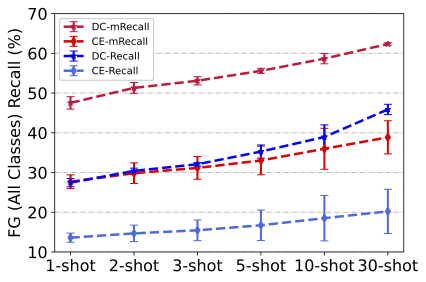 70
60
50
40
30
20
10
FG (All Classes) Recall (%)
DC-mRecall
CE-mRecall
DC-Recall
CE-Recall
1-shot 2-shot 3-shot 5-shot 10-shot 30-shot